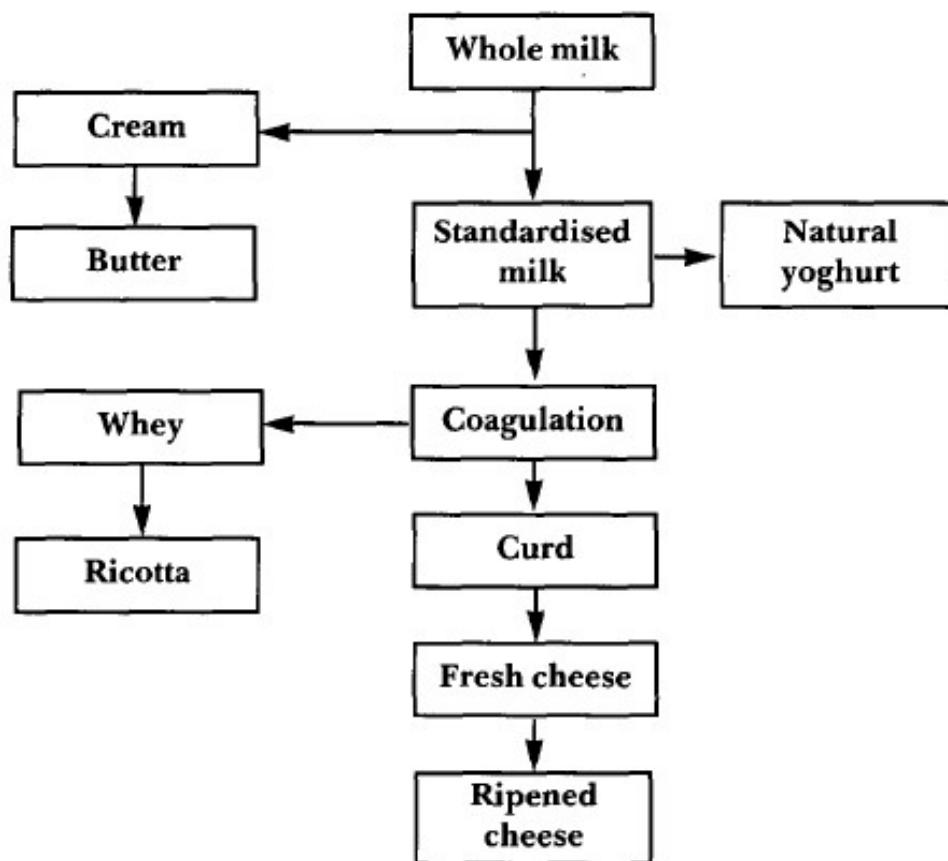 Whole milk
Cream
Butter
Standardised
milk
Natural
yoghurt
Whey
Coagulation
Ricotta
Curd
Fresh cheese
Ripened
cheese